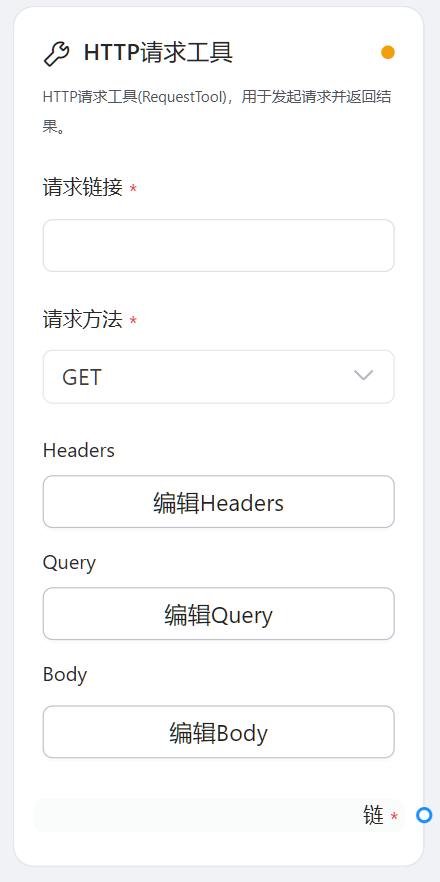 HTTP请求工具
HTTP请求工具(RequestTool)，用于发起请求并返回结
果。
请求链接 *
请求方法 *
GET
Headers
编辑Headers
Query
编辑Query
Body
编辑Body
链 *